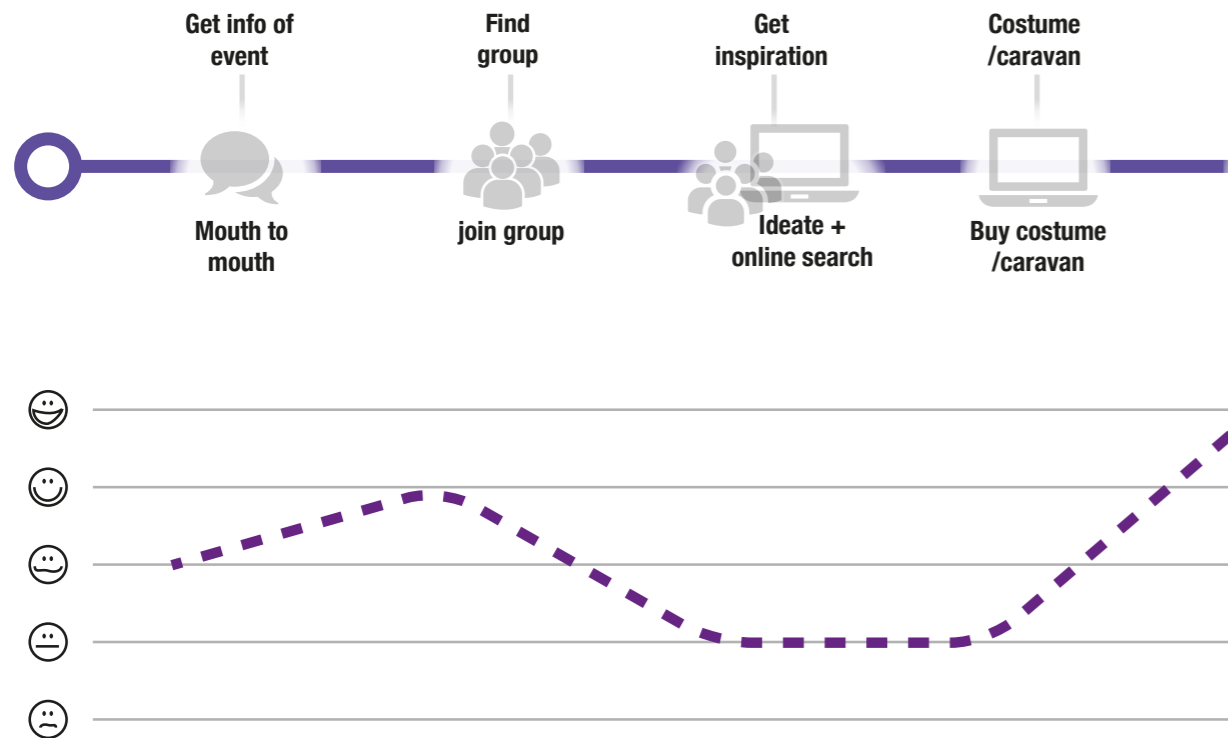 Get info of
event
Find
group
Get
inspiration
Costume
/caravan
Mouth to
mouth
join group
Ideate +
online search
Buy costume
/caravan